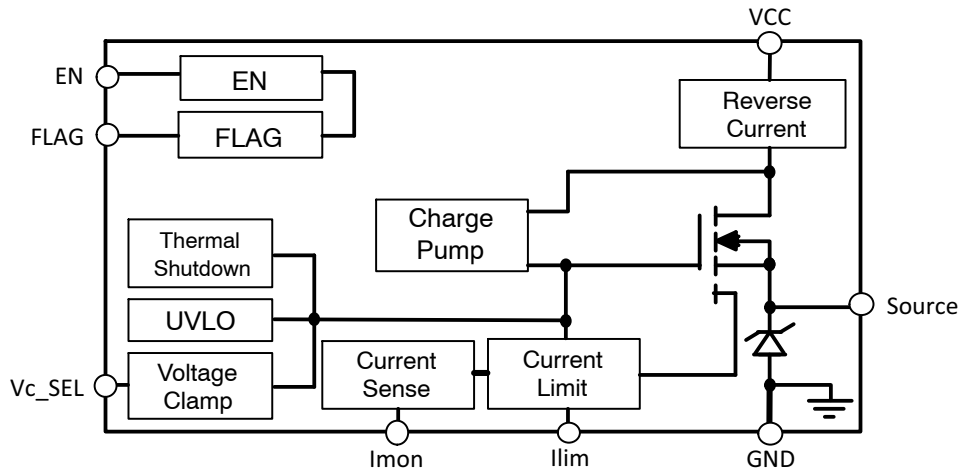 VCC
EN
EN
Reverse
Current
FLAG
FLAG
Charge
Pump
Thermal
Shutdown
UVLO
Source
Vc_SEL
Voltage
Clamp
Current
Sense
Current
Limit
Imon
Ilim
GND